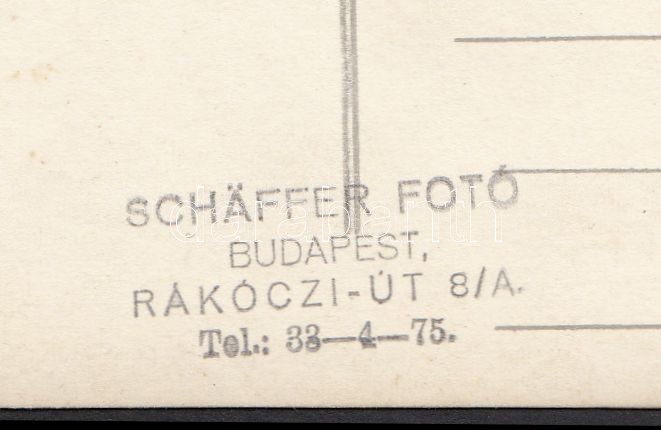 SCHÄFFER FOTÓ
BUDAPEST,
RÁKÓCZI-ÚT 8/A.
Tel.: 33—4—75.